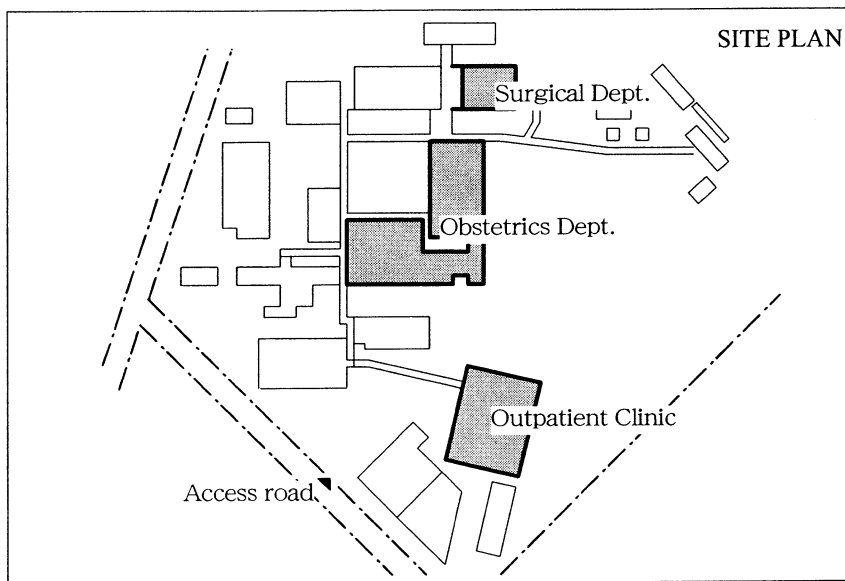 SITE PLAN
Surgical Dept.
Obstetrics Dept.
Outpatient Clinic
Access road